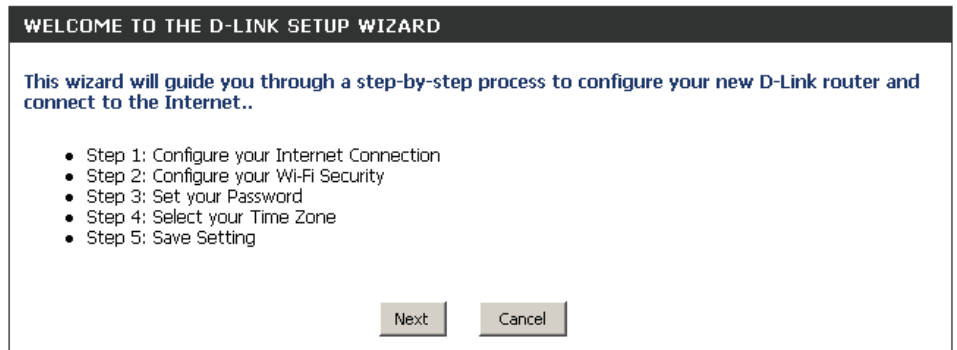 WELCOME TO THE D-LINK SETUP WIZARD
This wizard will guide you through a step-by-step process to configure your new D-Link router and
connect to the Internet..
• Step 1: Configure your Internet Connection
• Step 2: Configure your Wi-Fi Security
• Step 3: Set your Password
• Step 4: Select your Time Zone
• Step 5: Save Setting
Next Cancel